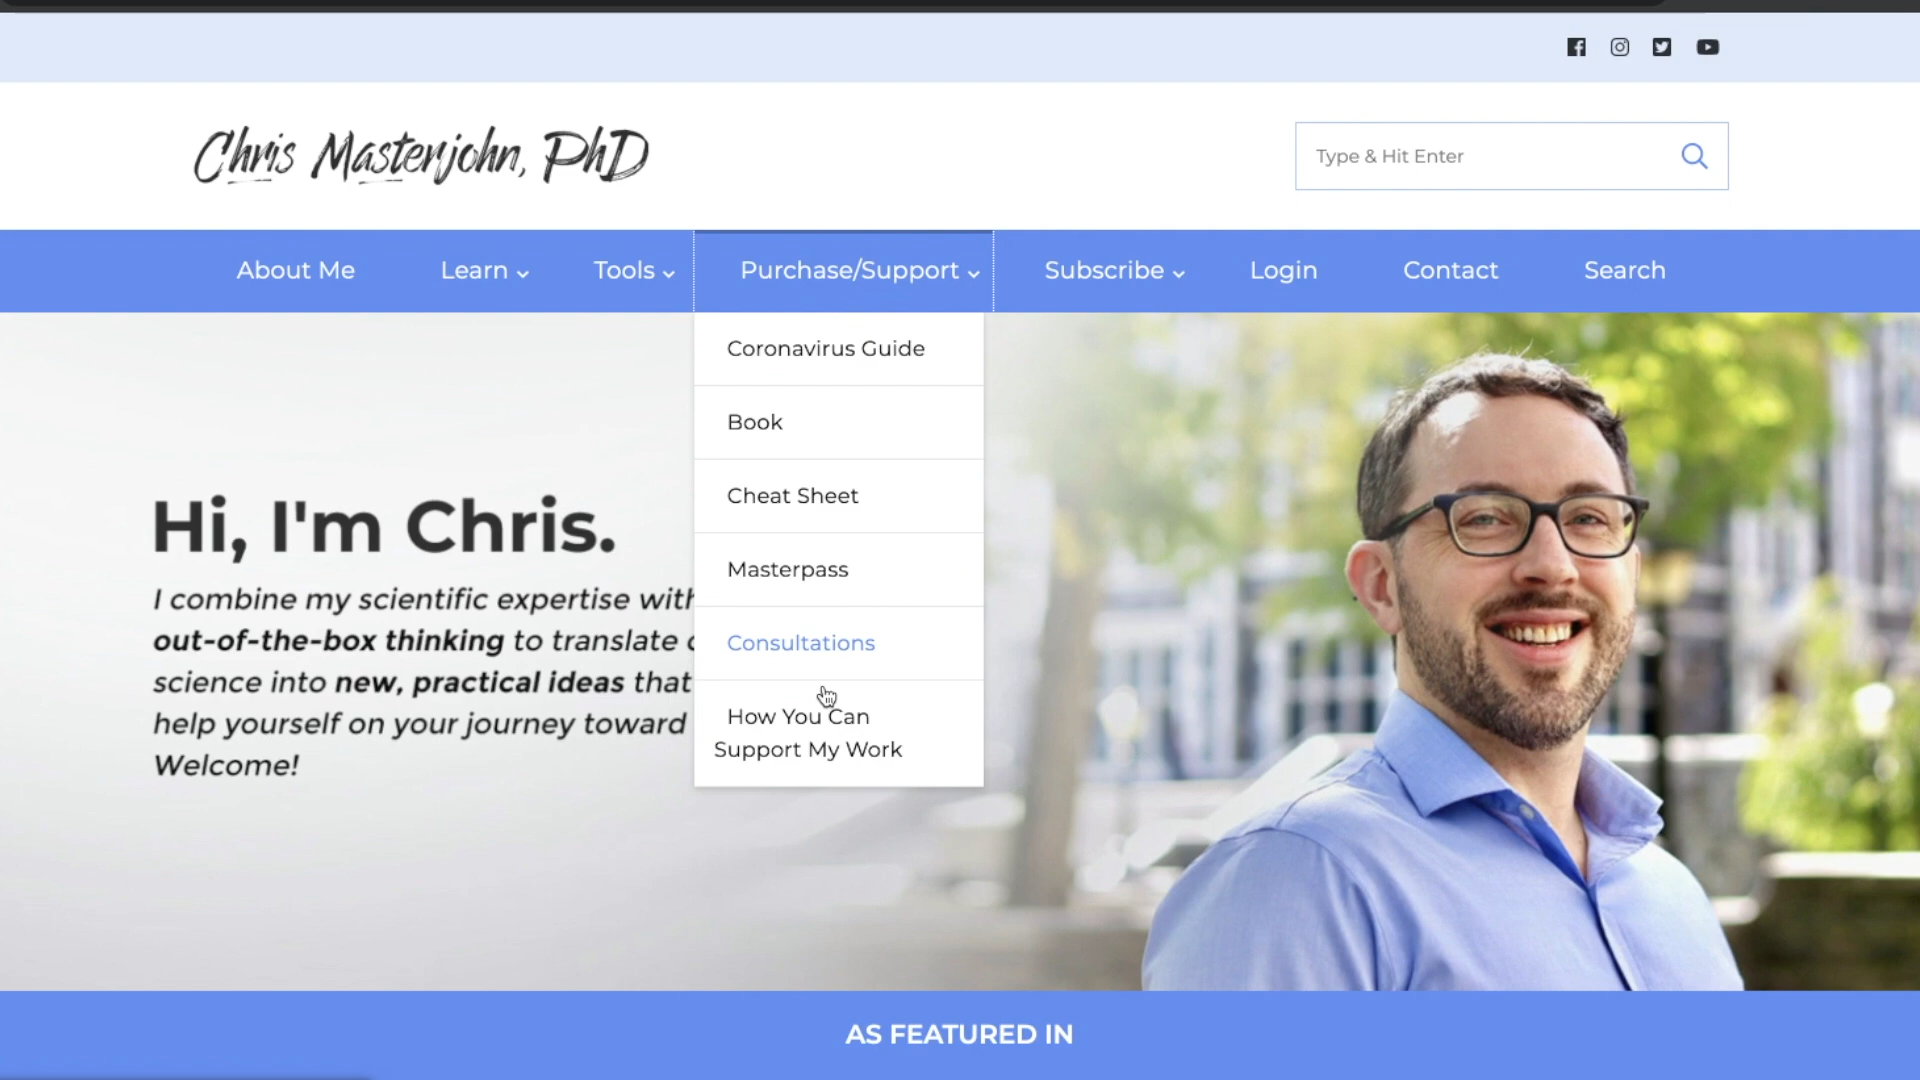 Chris Masterjohn, PhD
Type & Hit Enter
About Me
Learn
Tools
Purchase/Support
Subscribe
Login
Contact
Search
Coronavirus Guide
Book
Cheat Sheet
Masterpass
Consultations
How You Can
Support My Work
Hi, I'm Chris.
I combine my scientific expertise with
out-of-the-box thinking to translate
science into new, practical ideas that
help yourself on your journey toward
Welcome!
AS FEATURED IN